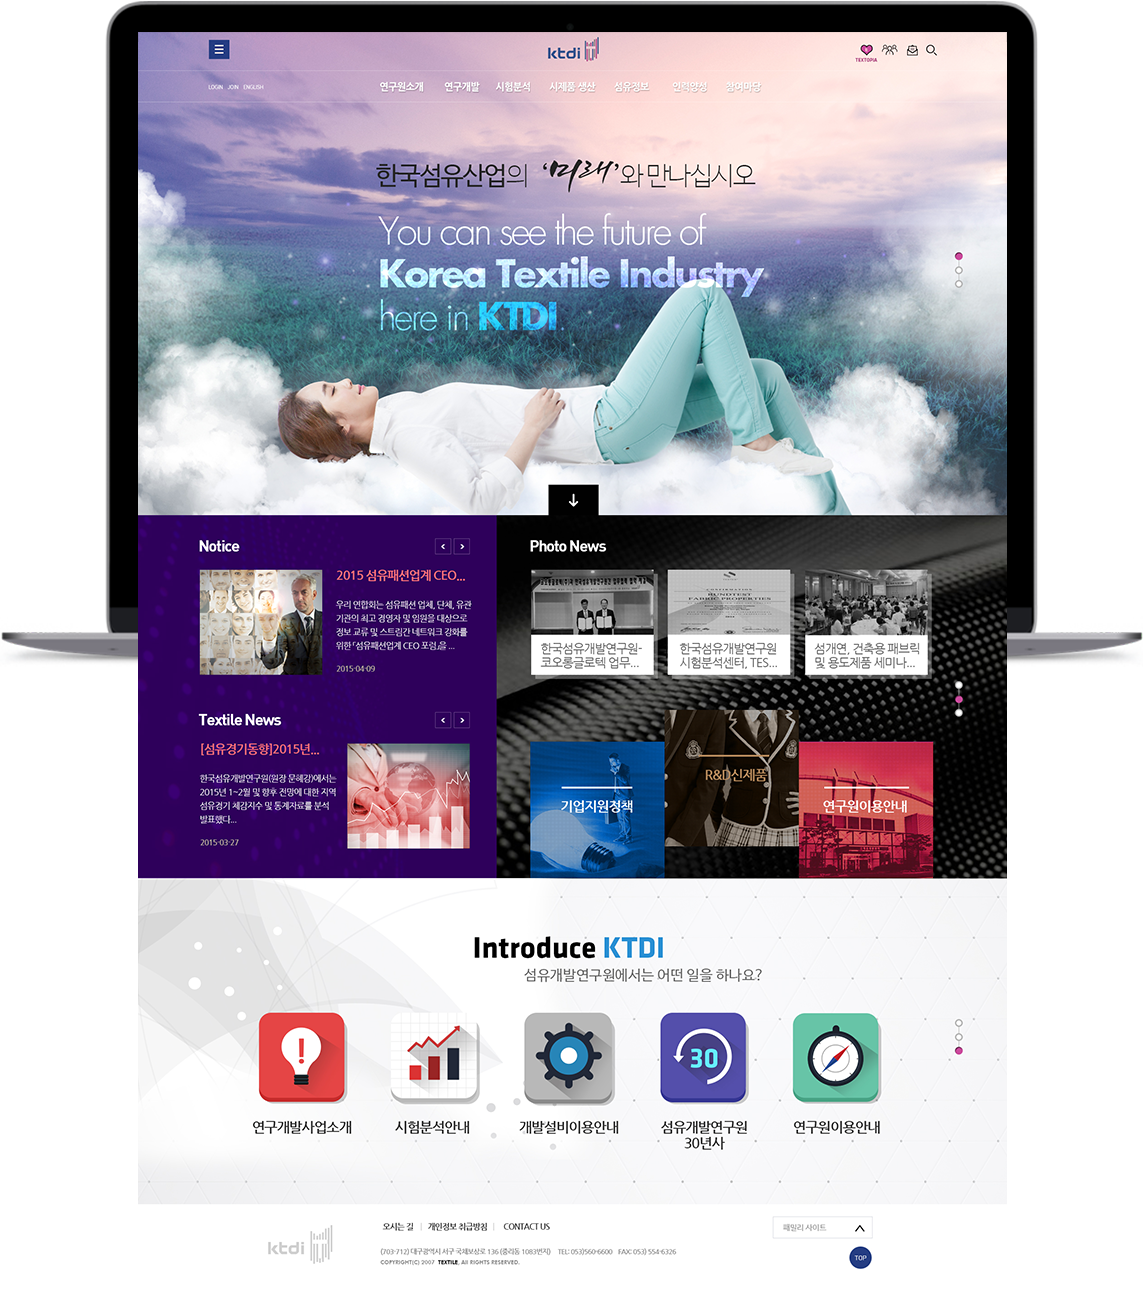 ktdi
TEXTOPIA
LOGIN JOIN ENGLISH
연구원소개 연구개발 시험분석 시제품 생산 섬유정보 인력양성 참여마당
한국섬유산업의 ‘미래’와 만나십시오
You can see the future of
Korea Textile Industry
here in KTDI.
Notice
2015 섬유패션업계 CEO...
우리 연합회는 섬유패션 업체, 단체, 유관
기관의 최고 경영자 및 임원을 대상으로
정보 교류 및 스트림간 네트워크 강화를
위한 「섬유패션업계 CEO 포럼」을 ...
2015-04-09
Textile News
[섬유경기동향]2015년...
한국섬유개발연구원(원장 문혜강)에서는
2015년 1~2월 및 향후 전망에 대한 지역
섬유경기 체감지수 및 통계자료를 분석
발표했다...
2015-03-27
Photo News
FABRIC PROPERTIES
한국섬유개발연구원-
코오롱글로텍 업무...
한국섬유개발연구원
시험분석센터, TES...
섬개연, 건축용 패브릭
및 용도제품 세미나...
기업지원정책
R&D신제품
연구원이용안내
Introduce KTDI
섬유개발연구원에서는 어떤 일을 하나요?
30
연구개발사업소개
시험분석안내
개발설비이용안내
섬유개발연구원
30년사
연구원이용안내
ktdi
오시는 길 | 개인정보 취급방침 | CONTACT US
(703-712) 대구광역시 서구 국채보상로 136 (중리동 1083번지) TEL: 053)560-6600 FAX: 053) 554-6326
COPYRIGHT(C) 2007 TEXTILE. All RIGHTS RESERVED.
패밀리 사이트
TOP